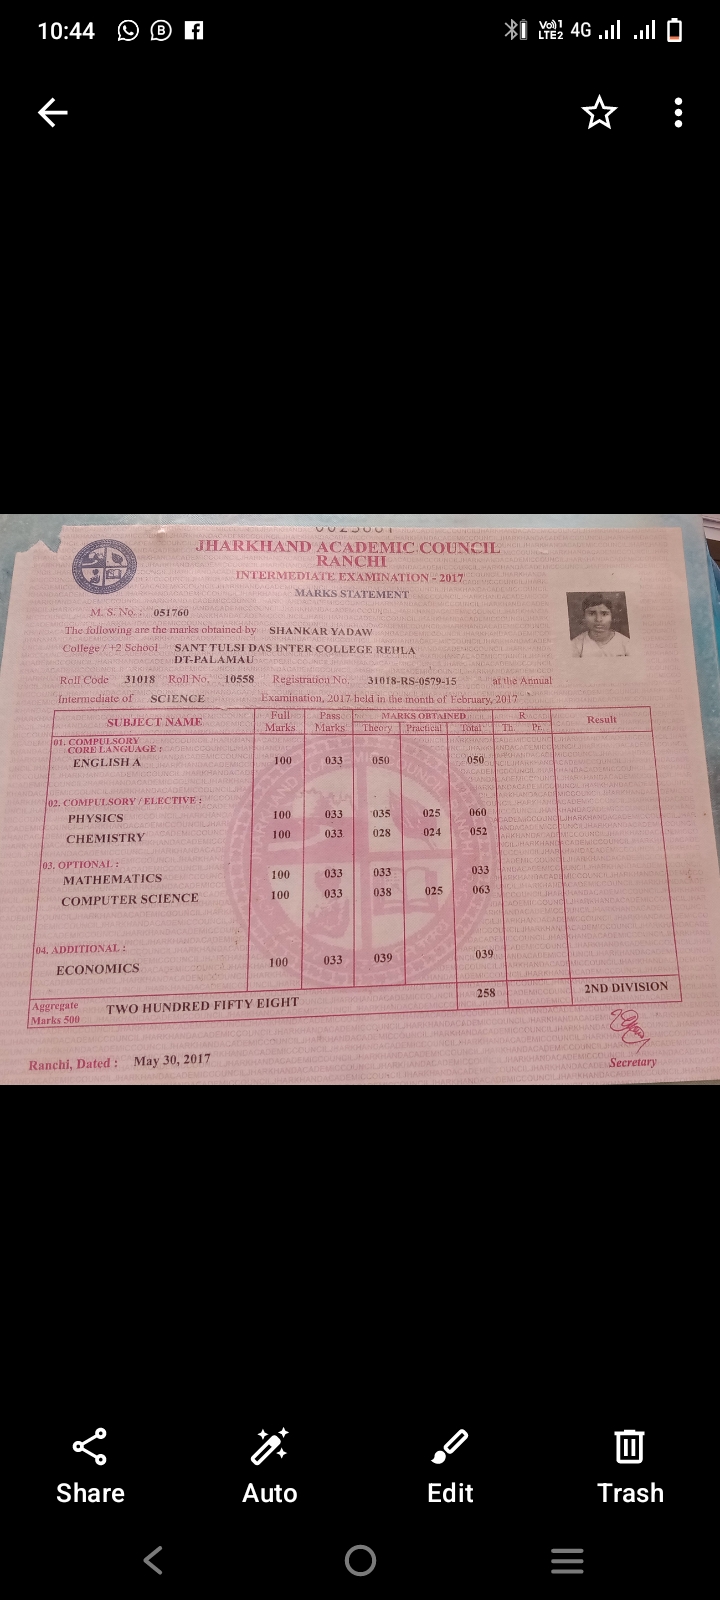 10:44
Vo)) 1
LTE2 4G
JHARKHAND ACADEMIC COUNCIL
RANCHI
INTERMEDIATE EXAMINATION - 2017
MARKS STATEMENT
M. S. No. : 051760
The following are the marks obtained by SHANKAR YADAW
College / +2 School SANT TULSI DAS INTER COLLEGE REHLA
DT-PALAMAU
Roll Code 31018 Roll No. 10558 Registration No. 31018-RS-0579-15 at the Annual
Intermediate of SCIENCE Examination, 2017 held in the month of February, 2017
SUBJECT NAME Full Marks Pass Marks MARKS OBTAINED R Result
Theory Practical Total Th. Pr.
01. COMPULSORY
CORE LANGUAGE :
ENGLISH A 100 033 050 050
02. COMPULSORY / ELECTIVE :
PHYSICS 100 033 035 025 060
CHEMISTRY 100 033 028 024 052
03. OPTIONAL :
MATHEMATICS 100 033 033 033
COMPUTER SCIENCE 100 033 038 025 063
04. ADDITIONAL :
ECONOMICS 100 033 039 039
Aggregate Marks 500 TWO HUNDRED FIFTY EIGHT 258 2ND DIVISION
Ranchi, Dated : May 30, 2017
Secretary
Share Auto Edit Trash